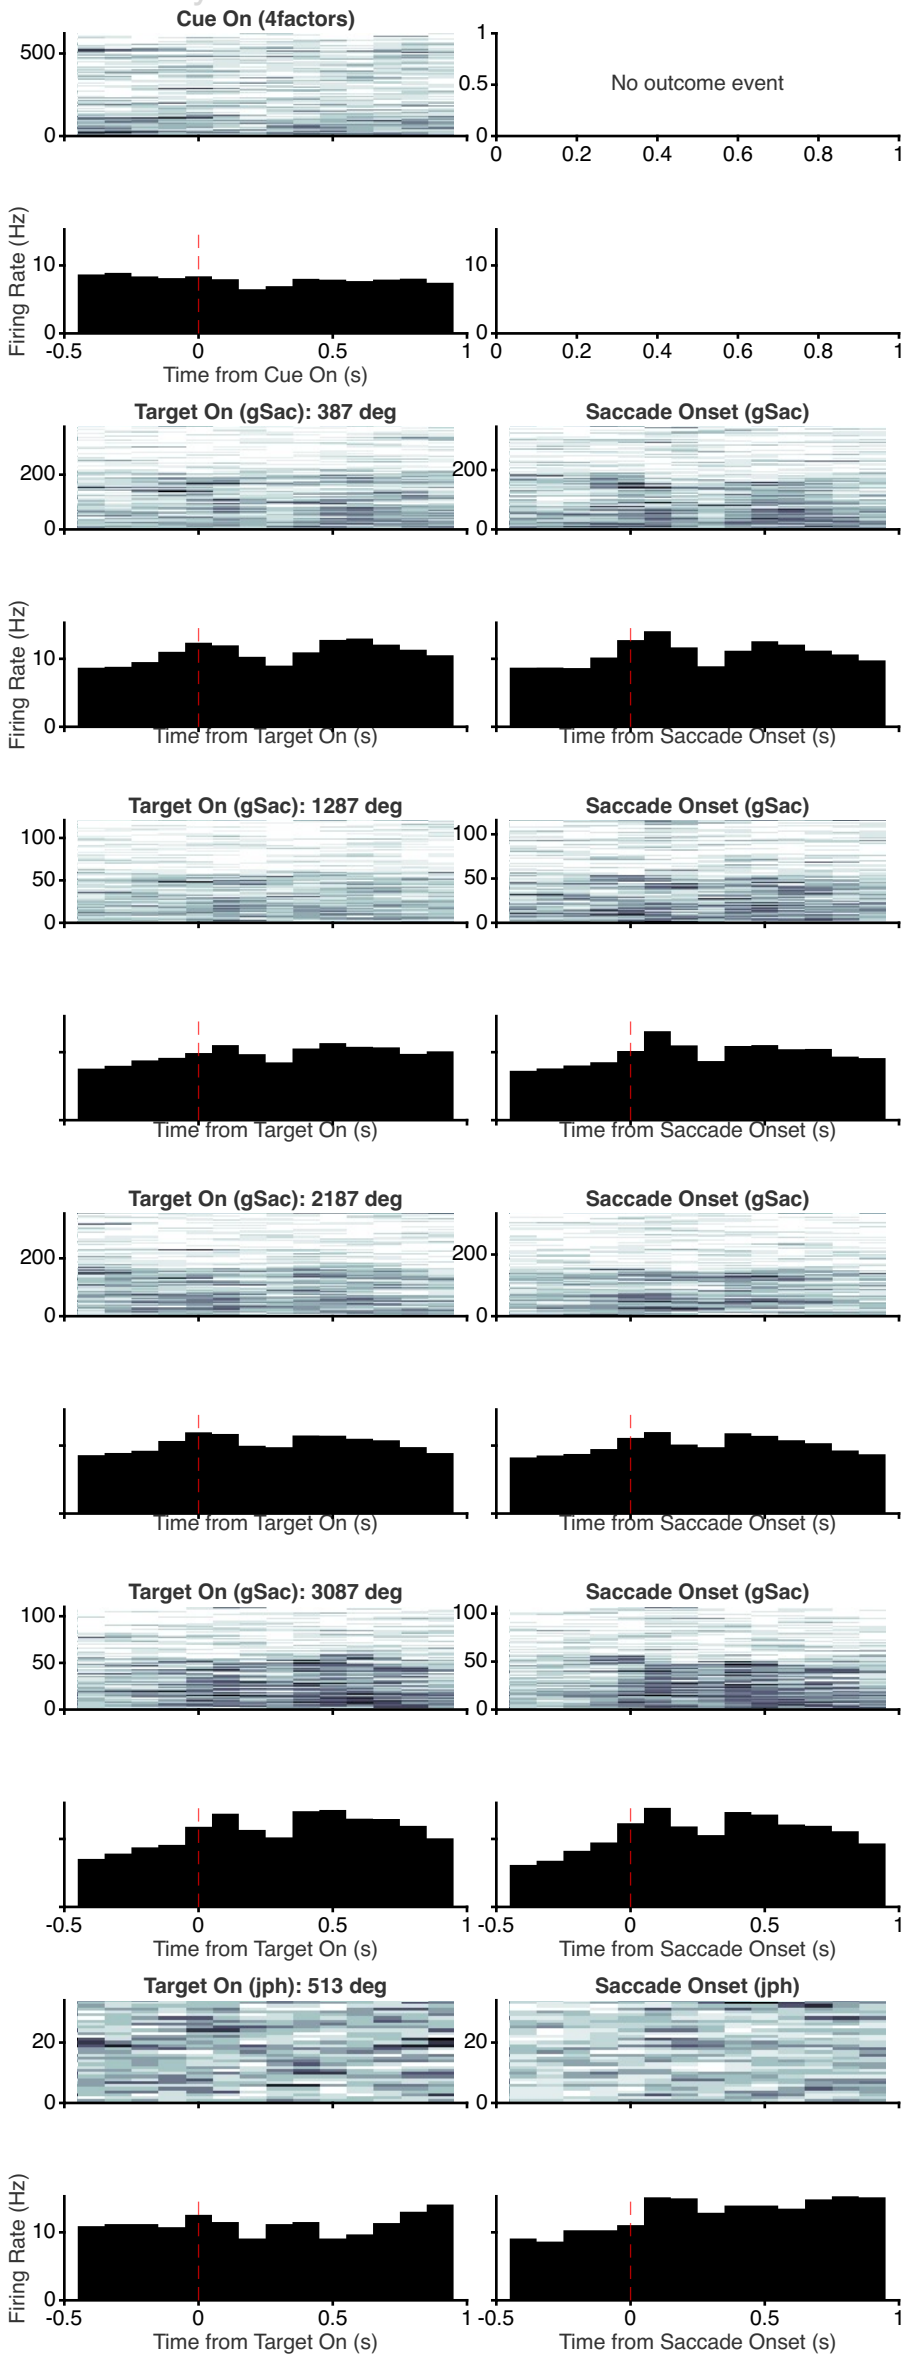 Cue On (4factors)
500
0
1
0.5
0
No outcome event
0 0.2 0.4 0.6 0.8 1
Firing Rate (Hz)
10
0
-0.5 0 0.5 1
Time from Cue On (s)
10
0
0 0.2 0.4 0.6 0.8 1
Target On (gSac): 387 deg
200
0
Saccade Onset (gSac)
200
0
Firing Rate (Hz)
10
0
Time from Target On (s)
Time from Saccade Onset (s)
Target On (gSac): 1287 deg
100
50
0
Saccade Onset (gSac)
100
50
0
Time from Target On (s)
Time from Saccade Onset (s)
Target On (gSac): 2187 deg
200
0
Saccade Onset (gSac)
200
0
Time from Target On (s)
Time from Saccade Onset (s)
Target On (gSac): 3087 deg
100
50
0
Saccade Onset (gSac)
100
50
0
-0.5 0 0.5 1
Time from Target On (s)
-0.5 0 0.5 1
Time from Saccade Onset (s)
Target On (jph): 513 deg
20
0
Saccade Onset (jph)
20
0
Firing Rate (Hz)
10
0
-0.5 0 0.5 1
Time from Target On (s)
-0.5 0 0.5 1
Time from Saccade Onset (s)